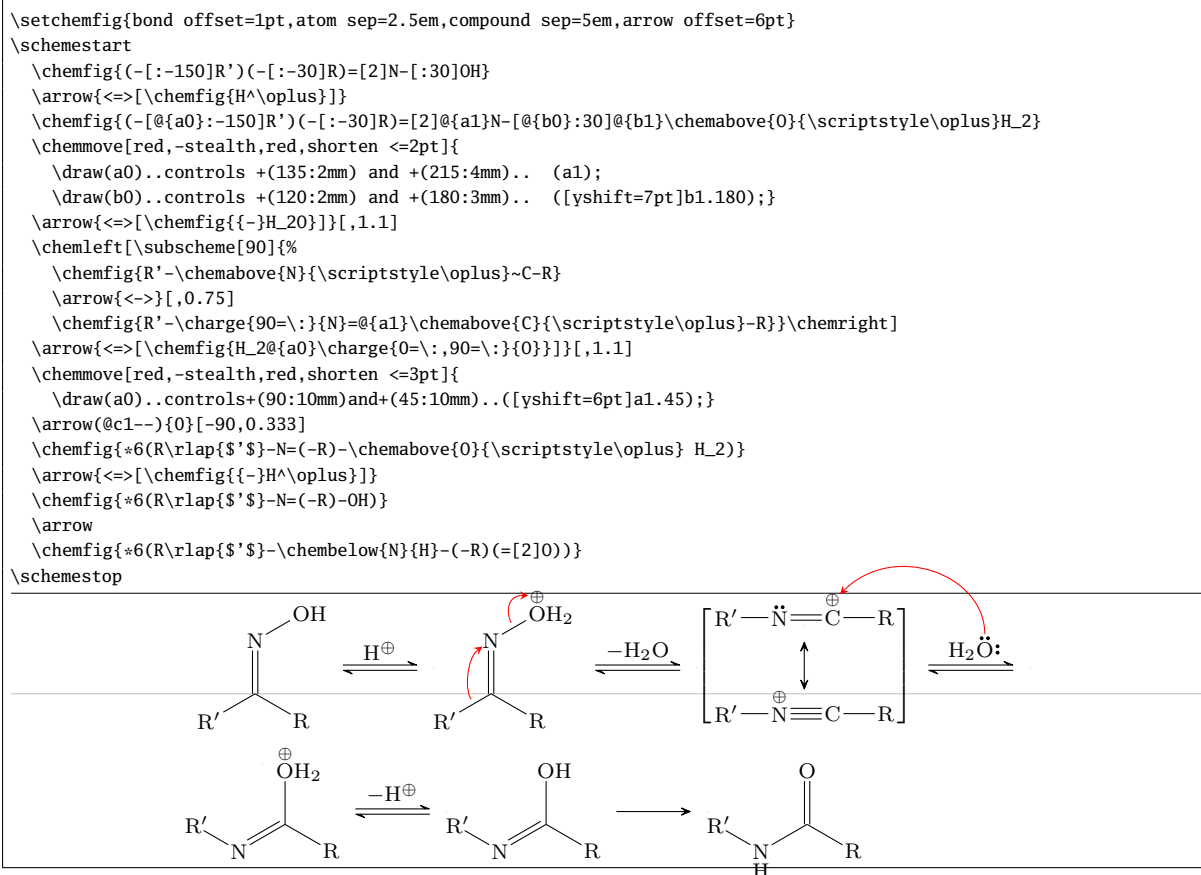 \setchemfig{bond offset=1pt,atom sep=2.5em,compound sep=5em,arrow offset=6pt}
\schemestart
  \chemfig{(-[:-150]R')(-[:-30]R)=[2]N-[:30]OH}
  \arrow{<=>[\chemfig{H^\oplus}]}
  \chemfig{(-[@{a0}:-150]R')(-[:-30]R)=[2]@{a1}N-[@{b0}:30]@{b1}\chemabove{O}{\scriptstyle\oplus}H_2}
  \chemmove[red,-stealth,red,shorten <=2pt]{
    \draw(a0)..controls +(135:2mm) and +(215:4mm).. (a1);
    \draw(b0)..controls +(120:2mm) and +(180:3mm).. ([yshift=7pt]b1.180);}
  \arrow{<=>[\chemfig{{-}H_2O}]}[,1.1]
  \chemleft[\subscheme[90]{%
    \chemfig{R'-\chemabove{N}{\scriptstyle\oplus}~C-R}
    \arrow{<->}[,0.75]
    \chemfig{R'-\charge{90=\:}{N}=@{a1}\chemabove{C}{\scriptstyle\oplus}-R}}\chemright]
  \arrow{<=>[\chemfig{H_2@{a0}\charge{0=\:,90=\:}{O}}]}[,1.1]
  \chemmove[red,-stealth,red,shorten <=3pt]{
    \draw(a0)..controls+(90:10mm)and+(45:10mm)..([yshift=6pt]a1.45);}
  \arrow(@c1--){0}[-90,0.333]
  \chemfig{*6(R\rlap{$'$}-N=(-R)-\chemabove{O}{\scriptstyle\oplus} H_2)}
  \arrow{<=>[\chemfig{{-}H^\oplus}]}
  \chemfig{*6(R\rlap{$'$}-N=(-R)-OH)}
  \arrow
  \chemfig{*6(R\rlap{$'$}-\chembelow{N}{H}-(-R)(=[2]O))}
\schemestop
OH
N
R′
R
H⊕
⊕
OH₂
N
R′
R
−H₂O
⊕
R′ N̈ C R
⊕
R′ N C R
H₂Ö:
⊕
OH₂
R′
N
R
−H⊕
OH
R′
N
R
O
R′
N
H
R